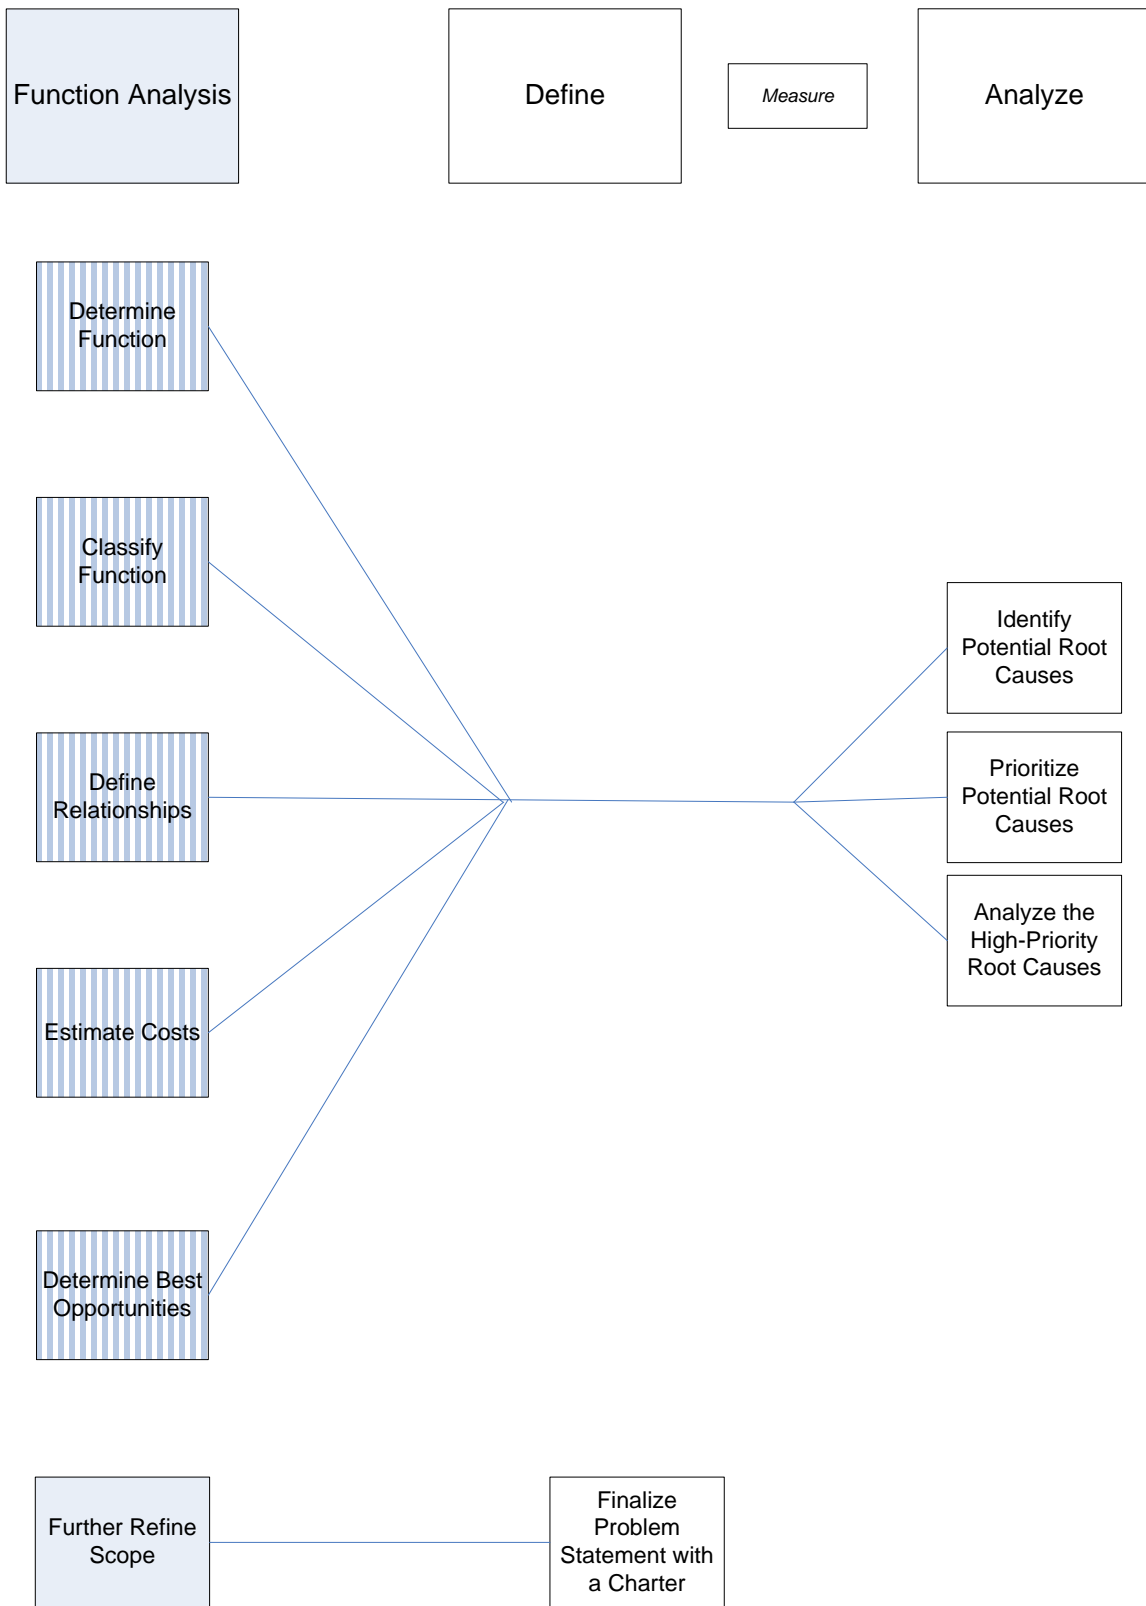 Function Analysis
Define
Measure
Analyze
Determine
Function
Classify
Function
Identify
Potential Root
Causes
Define
Relationships
Prioritize
Potential Root
Causes
Analyze the
High-Priority
Root Causes
Estimate Costs
Determine Best
Opportunities
Further Refine
Scope
Finalize
Problem
Statement with
a Charter